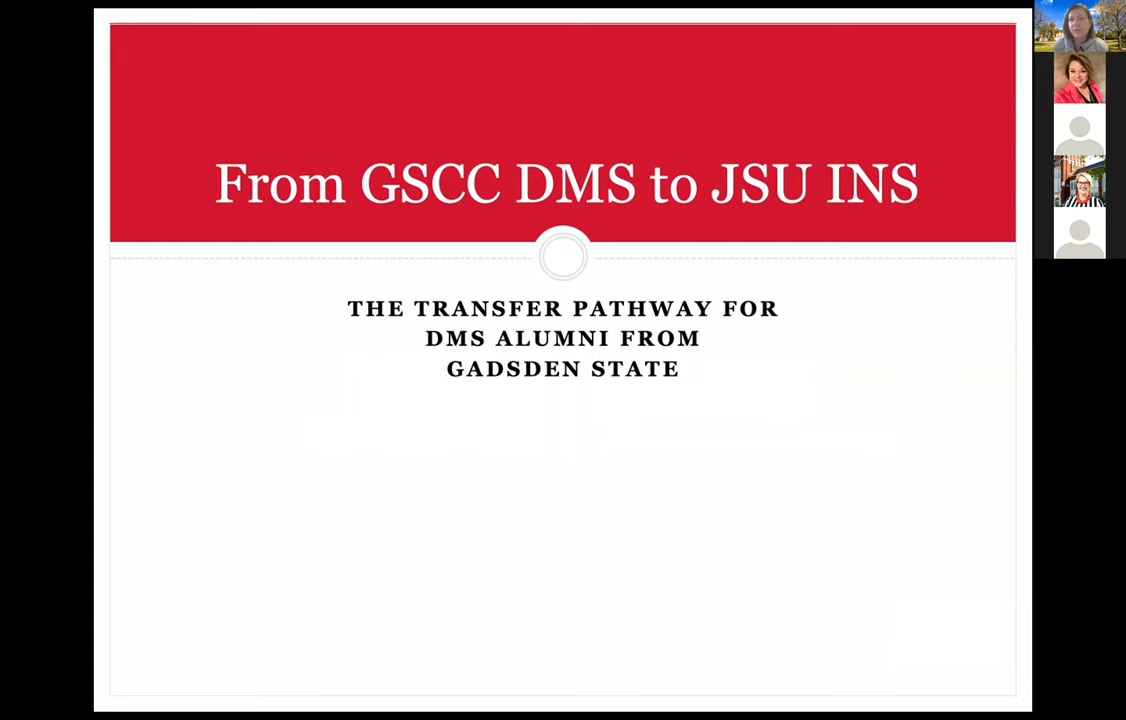 From GSCC DMS to JSU INS
THE TRANSFER PATHWAY FOR
DMS ALUMNI FROM
GADSDEN STATE